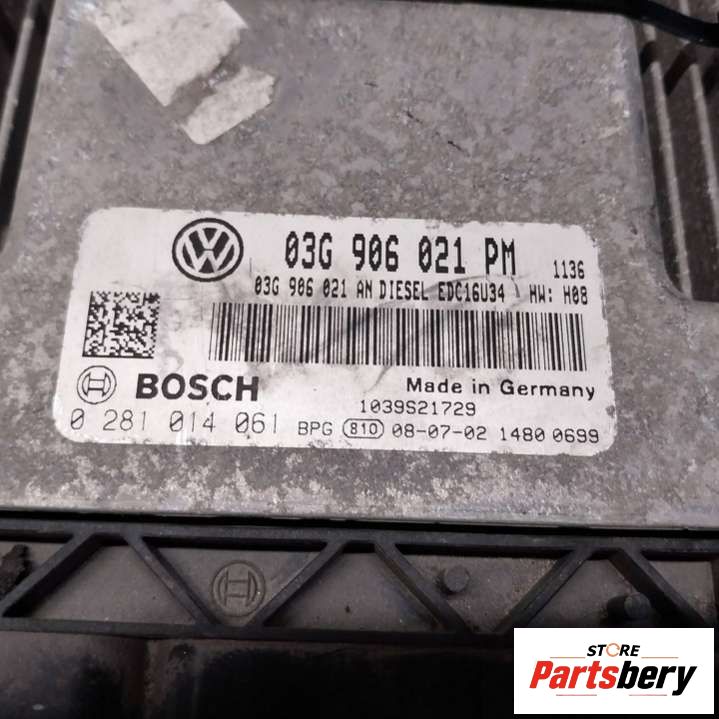 03G 906 021 PM 1136
03G 906 021 AN DIESEL EDC16U34 HW: H08
BOSCH Made in Germany
1039S21729
0 281 014 061 BPG 810 08-07-02 1480 0699
STORE
Partsbery